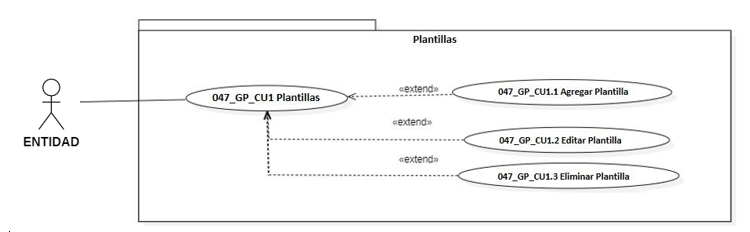 Plantillas
«extend»
047_GP_CU1 Plantillas
047_GP_CU1.1 Agregar Plantilla
«extend»
ENTIDAD
047_GP_CU1.2 Editar Plantilla
«extend»
047_GP_CU1.3 Eliminar Plantilla